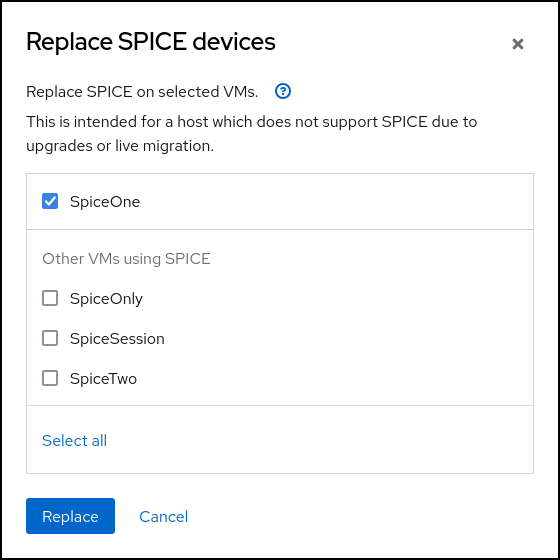 Replace SPICE devices
Replace SPICE on selected VMs.
This is intended for a host which does not support SPICE due to
upgrades or live migration.
SpiceOne
Other VMs using SPICE
SpiceOnly
SpiceSession
SpiceTwo
Select all
Replace Cancel